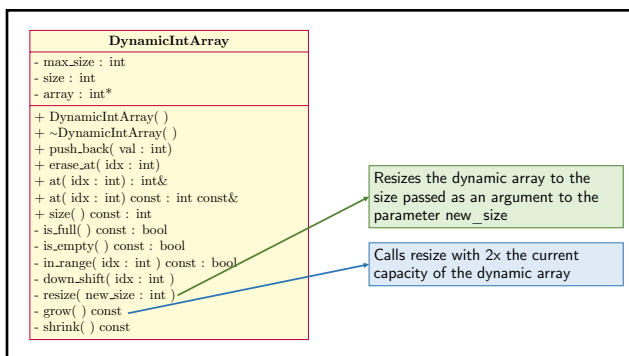 DynamicIntArray
- max_size : int
- size : int
- array : int*
+ DynamicIntArray( )
+ ~DynamicIntArray( )
+ push_back( val : int)
+ erase_at( idx : int)
+ at( idx : int) : int&
+ at( idx : int) const : int const&
+ size( ) const : int
- is_full( ) const : bool
- is_empty( ) const : bool
- in_range( idx : int ) const : bool
- down_shift( idx : int )
- resize( new_size : int )
- grow( ) const
- shrink( ) const
Resizes the dynamic array to the
size passed as an argument to the
parameter new_size
Calls resize with 2x the current
capacity of the dynamic array